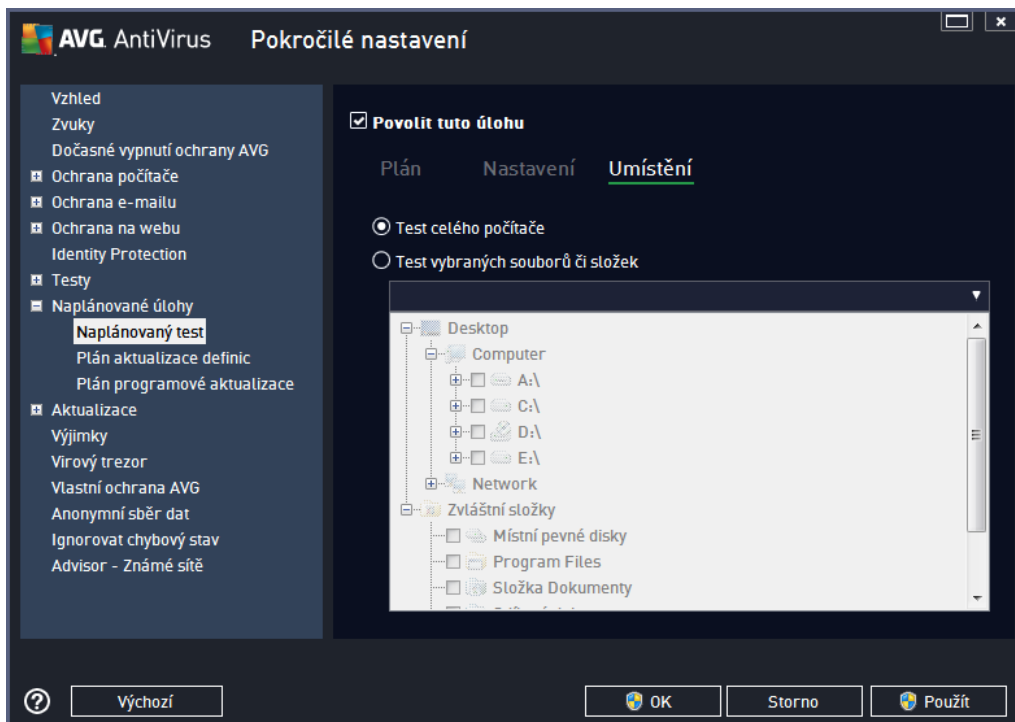 AVG AntiVirus Pokročilé nastavení
Vzhled
Zvuky
Dočasné vypnutí ochrany AVG
Ochrana počítače
Ochrana e-mailu
Ochrana na webu
Identity Protection
Testy
Naplánované úlohy
Naplánovaný test
Plán aktualizace definic
Plán programové aktualizace
Aktualizace
Výjimky
Virový trezor
Vlastní ochrana AVG
Anonymní sběr dat
Ignorovat chybový stav
Advisor - Známé sítě
Povolit tuto úlohu
Plán Nastavení Umístění
Test celého počítače
Test vybraných souborů či složek
Desktop
Computer
A:\
C:\
D:\
E:\
Network
Zvláštní složky
Místní pevné disky
Program Files
Složka Dokumenty
Výchozí
OK
Storno
Použít